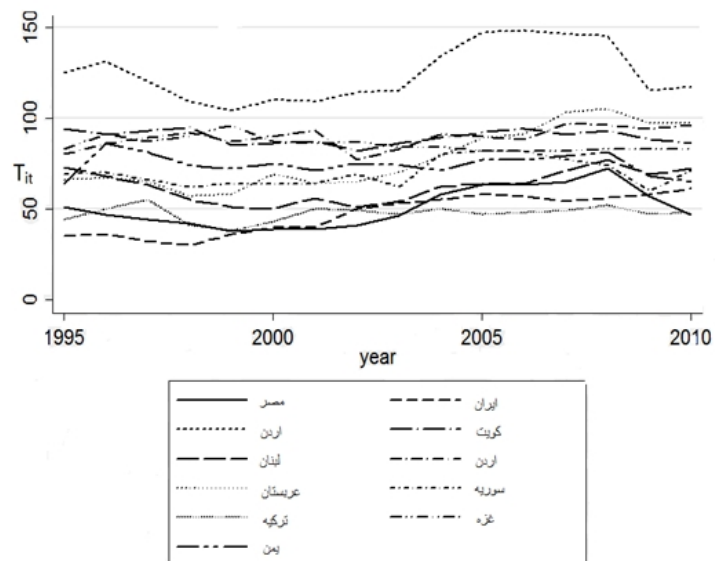 150
100
T_it
50
0
1995 2000 2005 2010
year
مصر ایران
اردن کویت
لبنان اردن
عربستان سوریه
ترکیه غزه
یمن